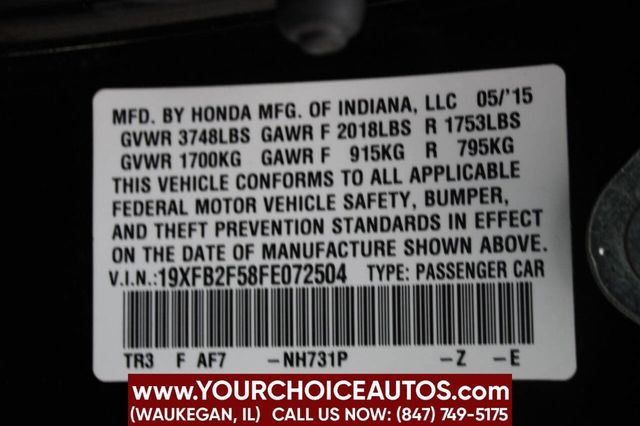 MFD. BY HONDA MFG. OF INDIANA, LLC 05/'15
GVWR 3748LBS GAWR F 2018LBS R 1753LBS
GVWR 1700KG GAWR F 915KG R 795KG
THIS VEHICLE CONFORMS TO ALL APPLICABLE
FEDERAL MOTOR VEHICLE SAFETY, BUMPER,
AND THEFT PREVENTION STANDARDS IN EFFECT
ON THE DATE OF MANUFACTURE SHOWN ABOVE.
V.I.N.:19XFB2F58FE072504 TYPE: PASSENGER CAR
TR3 F AF7 –NH731P –Z –E
WWW.YOURCHOICEAUTOS.COM
(WAUKEGAN, IL) CALL US NOW: (847) 749-5175